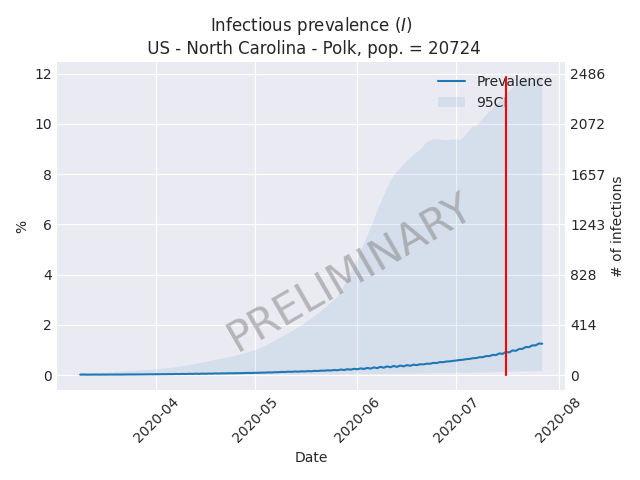 Infectious prevalence (I)
US - North Carolina - Polk, pop. = 20724
12
10
8
6
4
2
0
%
2486
2072
1657
1243
828
414
0
# of infections
Prevalence
95CI
PRELIMINARY
2020-04
2020-05
2020-06
2020-07
2020-08
Date